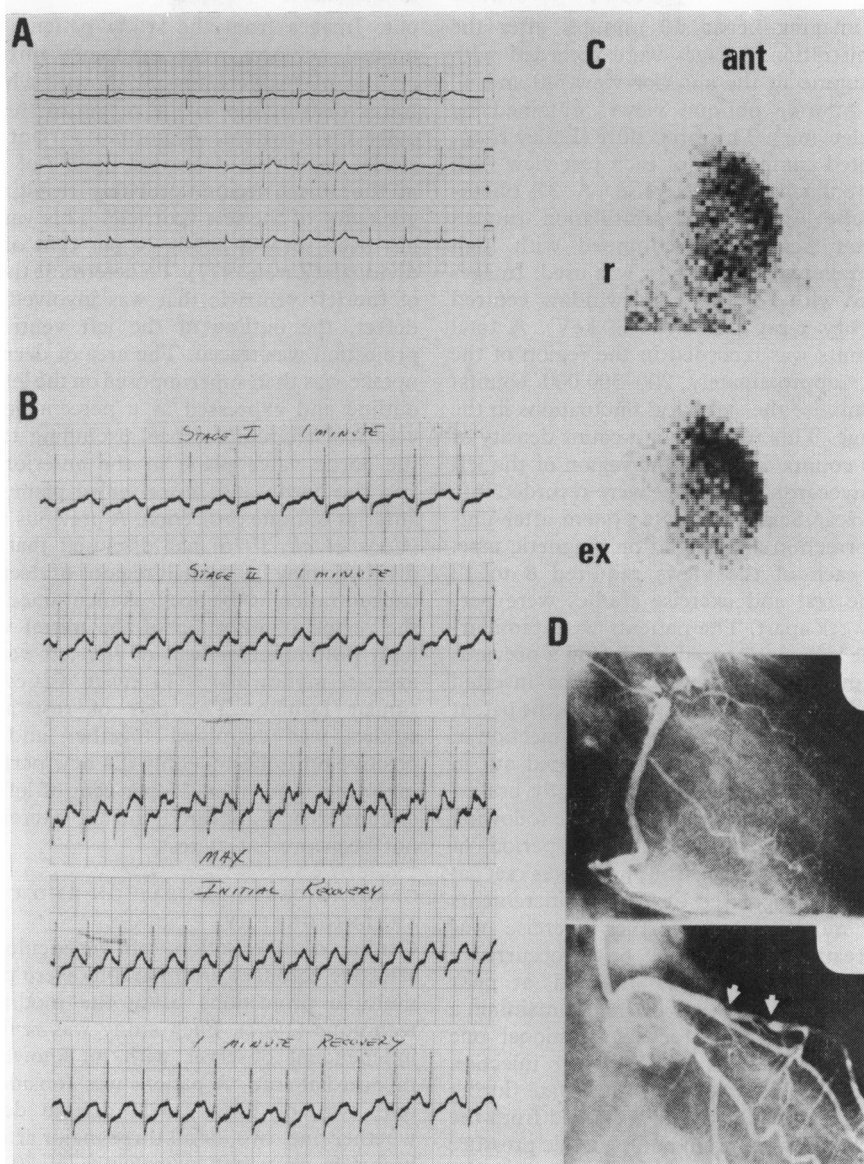 A
C
ant
r
B
STAGE I 1 MINUTE
STAGE II 1 MINUTE
ex
D
MAX
INITIAL RECOVERY
1 MINUTE RECOVERY